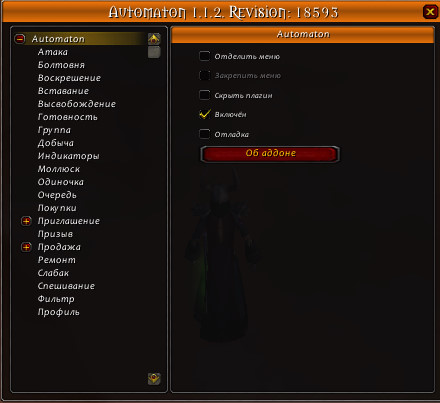 Automaton 1.1.2. Revision: 18593
Automaton
Атака
Болтовня
Воскрешение
Вставание
Высвобождение
Готовность
Группа
Добыча
Индикаторы
Моллюск
Одиночка
Очередь
Покупки
Приглашение
Призыв
Продажа
Ремонт
Слабак
Спешивание
Фильтр
Профиль
Automaton
Отделить меню
Закрепить меню
Скрыть плагин
Включён
Отладка
Об аддоне